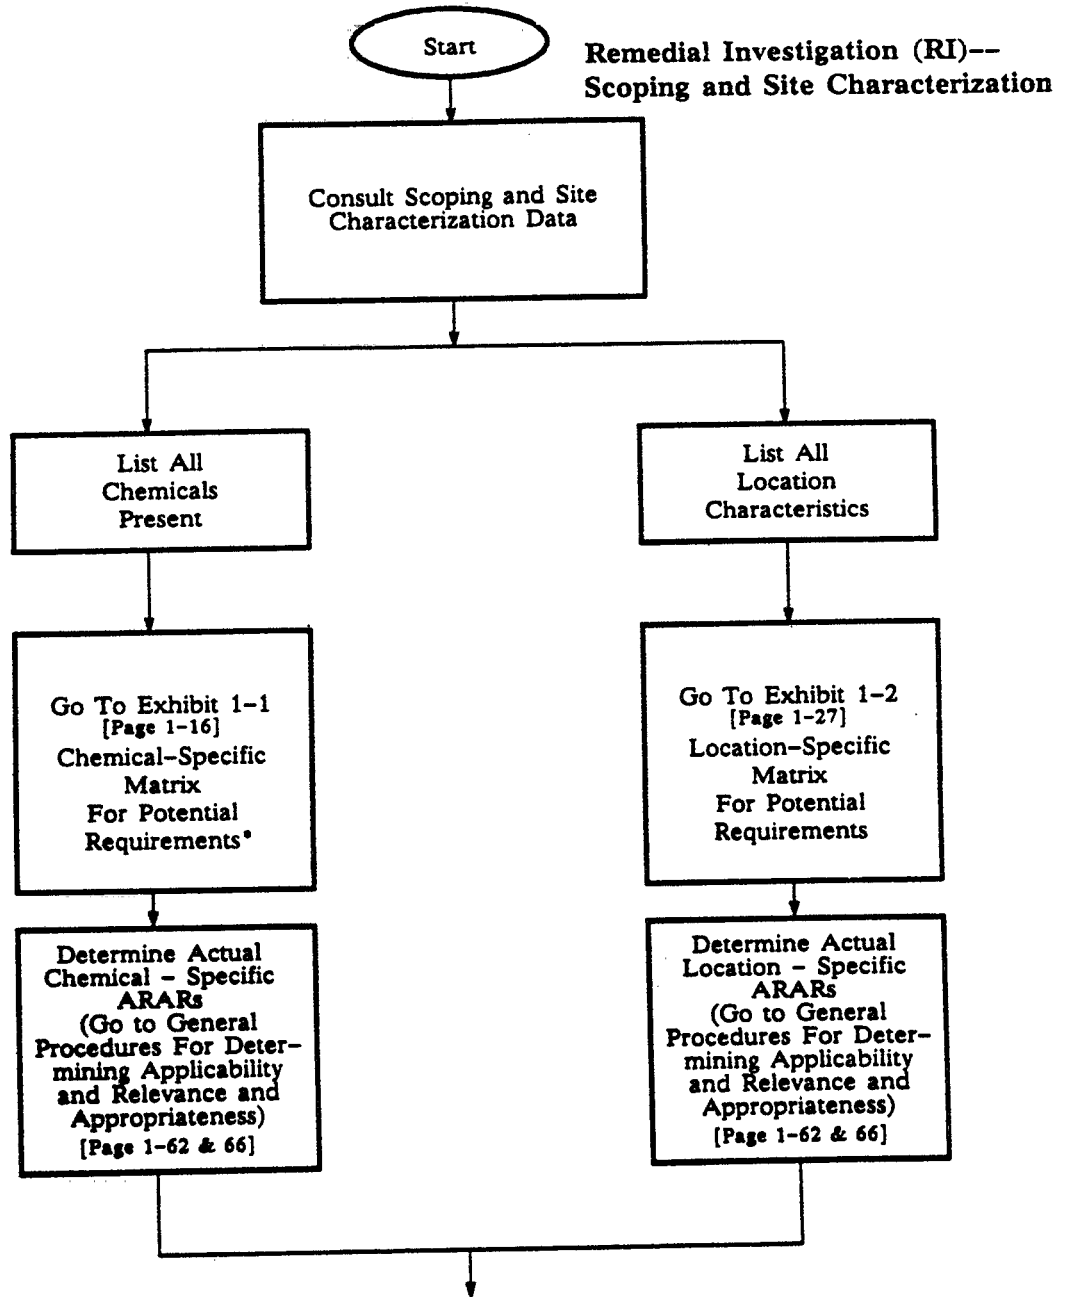 Start
Remedial Investigation (RI)--
Scoping and Site Characterization
Consult Scoping and Site
Characterization Data
List All
Chemicals
Present
List All
Location
Characteristics
Go To Exhibit 1-1
[Page 1-16]
Chemical-Specific
Matrix
For Potential
Requirements*
Go To Exhibit 1-2
[Page 1-27]
Location-Specific
Matrix
For Potential
Requirements
Determine Actual
Chemical - Specific
ARARs
(Go to General
Procedures For Deter-
mining Applicability
and Relevance and
Appropriateness)
[Page 1-62 & 66]
Determine Actual
Location - Specific
ARARs
(Go to General
Procedures For Deter-
mining Applicability
and Relevance and
Appropriateness)
[Page 1-62 & 66]